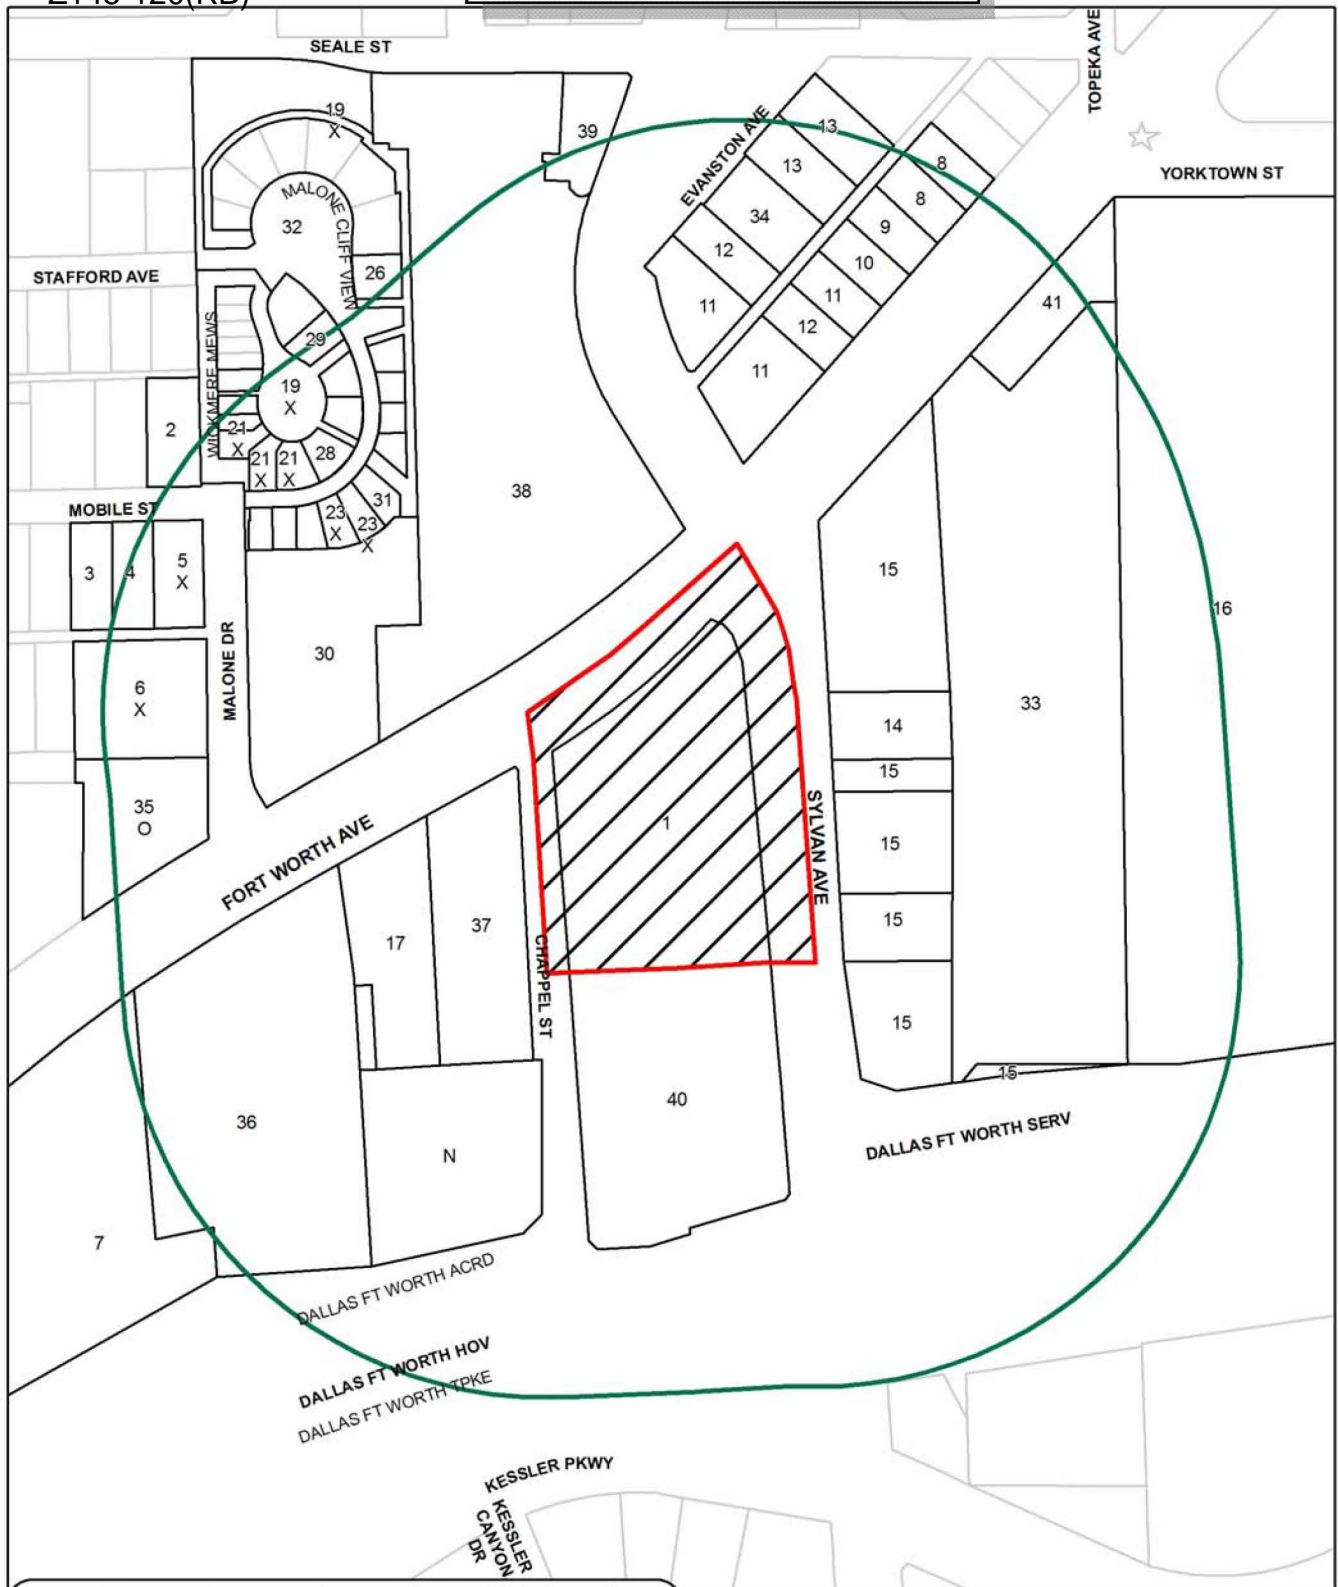 SEALE ST
TOPEKA AVE
19
X
39
EVANSTON AVE
13
13
8
YORKTOWN ST
MALONE CLIFF VIEW
32
34
8
9
12
10
STAFFORD AVE
26
11
11
41
12
29
WICKMERE MEWS
19
X
11
2
21
X
21
X
21
X
28
38
31
MOBILE ST
23
X
23
X
3
4
5
X
15
16
30
MALONE DR
6
X
33
14
15
35
O
1
SYLVAN AVE
15
FORT WORTH AVE
17
37
15
CHAPPEL ST
15
15
36
40
DALLAS FT WORTH SERV
N
7
DALLAS FT WORTH ACRD
DALLAS FT WORTH HOV
DALLAS FT WORTH TPKE
KESSLER PKWY
KESSLER
CANYON
DR